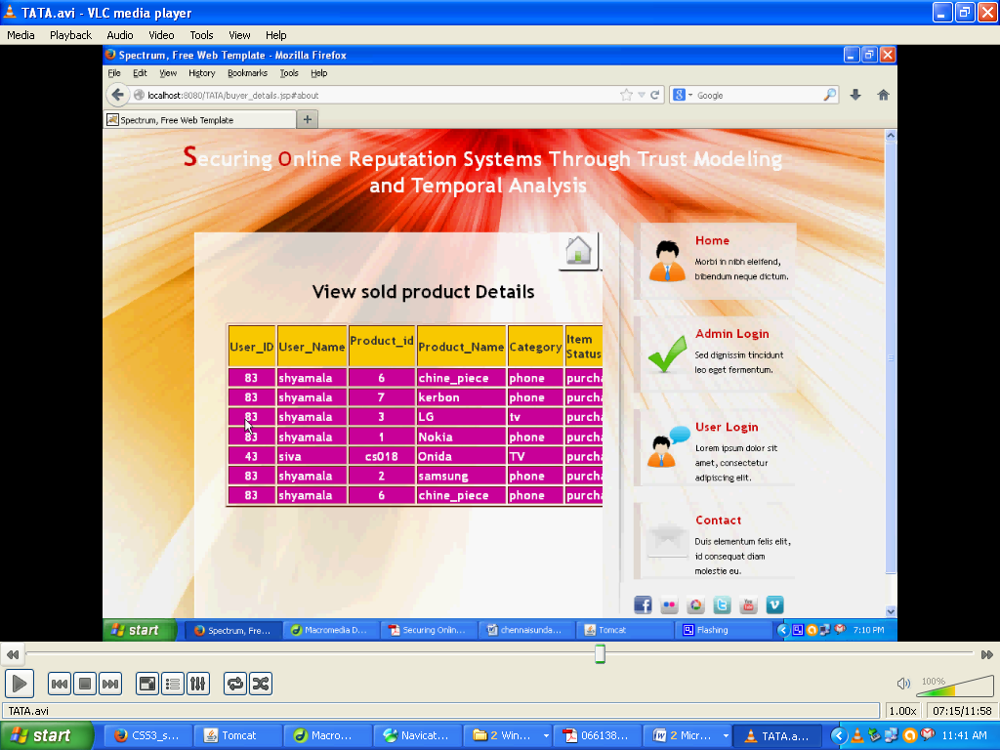 TATA.avi - VLC media player
Media Playback Audio Video Tools View Help
Spectrum, Free Web Template - Mozilla Firefox
File Edit View History Bookmarks Tools Help
localhost:8080/TATA/buyer_details.jsp#about
Google
Spectrum, Free Web Template
Securing Online Reputation Systems Through Trust Modeling
and Temporal Analysis
View sold product Details
User_ID User_Name Product_id Product_Name Category Item Status
83 shyamala 6 chine_piece phone purcha
83 shyamala 7 kerbon phone purcha
83 shyamala 3 LG tv purcha
83 shyamala 1 Nokia phone purcha
43 siva cs018 Onida TV purcha
83 shyamala 2 samsung phone purcha
83 shyamala 6 chine_piece phone purcha
Home
Morbi in nibh eleifend,
bibendum neque dictum.
Admin Login
Sed dignissim tincidunt
leo eget fermentum.
User Login
Lorem ipsum dolor sit
amet, consectetur
adipiscing elit.
Contact
Duis elementum felis elit,
id consequat diam
molestie eu.
start Spectrum, Fre... Macromedia D... Securing Onlin... chennaisunda... Tomcat Flashing 7:10 PM
100%
TATA.avi 1.00x 07:15/11:58
start CSS3_s... Tomcat Macro... Navicat... 2 Win... 066138... 2 Micr... TATA.a... 11:41 AM